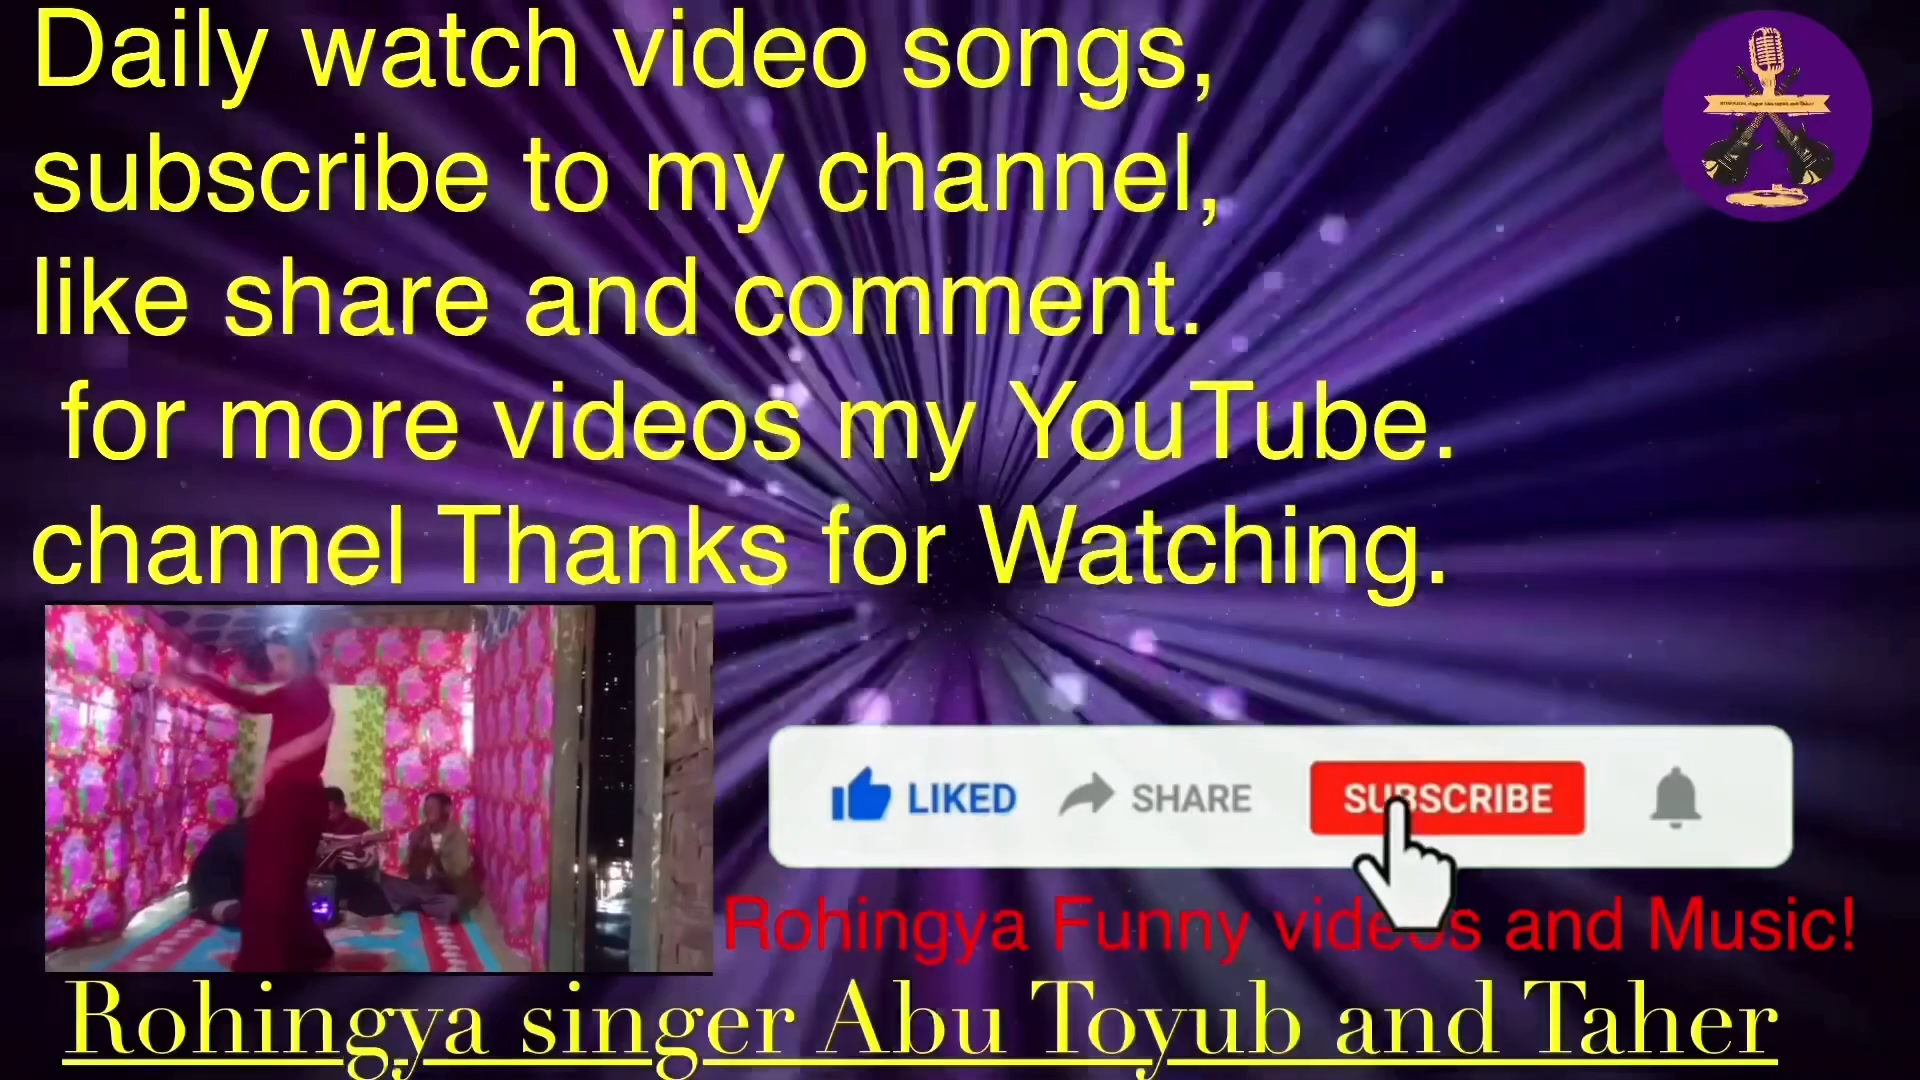 Daily watch video songs,
subscribe to my channel,
like share and comment.
for more videos my YouTube.
channel Thanks for Watching.
LIKED
SHARE
SUBSCRIBE
Rohingya Funny videos and Music!
Rohingya singer Abu Toyub and Taher